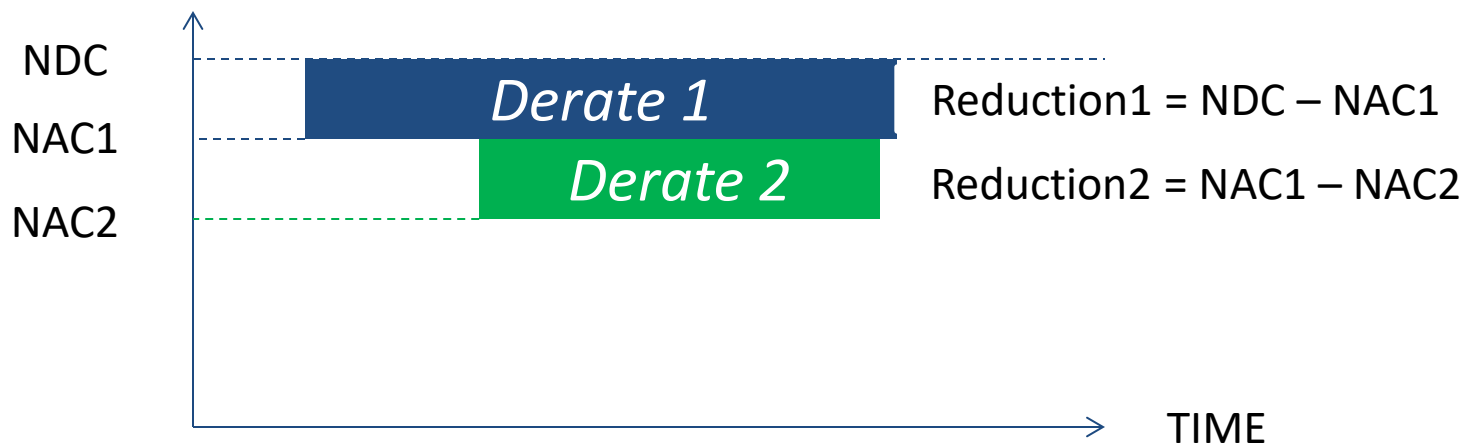 NDC
Derate 1
Reduction1 = NDC – NAC1
NAC1
Derate 2
Reduction2 = NAC1 – NAC2
NAC2
TIME